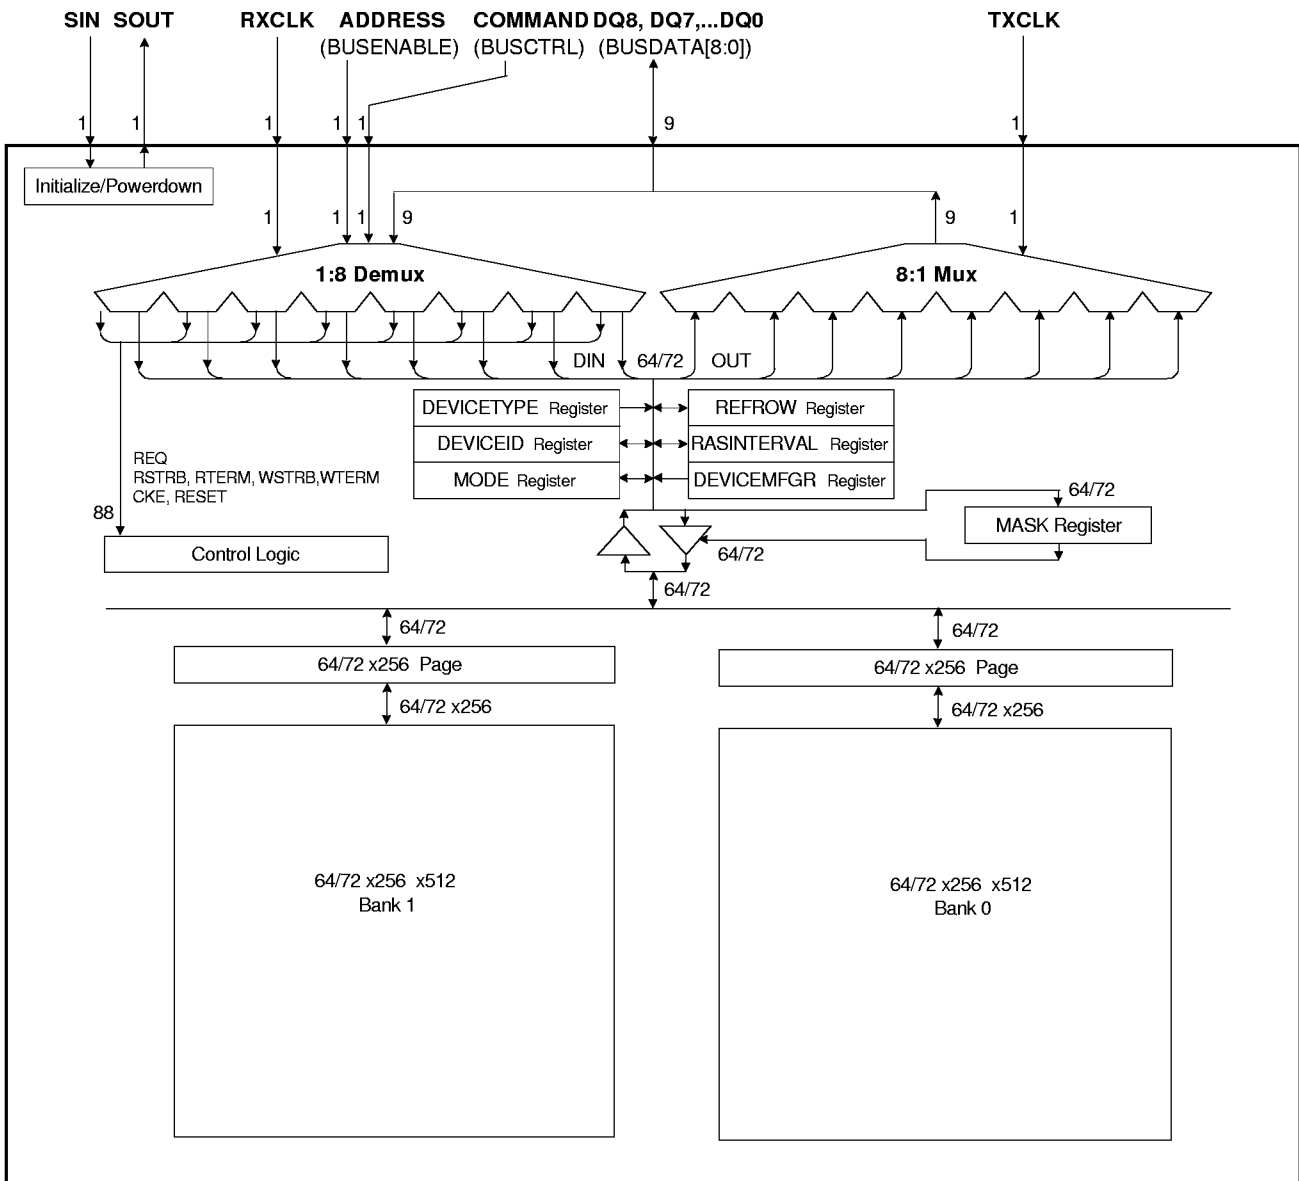 SIN SOUT RXCLK ADDRESS COMMAND DQ8, DQ7,...DQ0 TXCLK
(BUSENABLE) (BUSCTRL) (BUSDATA[8:0])
1 1 1 1 1 9 1
Initialize/Powerdown
1 1 1 9 9 1
1:8 Demux 8:1 Mux
DIN 64/72 OUT
DEVICETYPE Register REFROW Register
DEVICEID Register RASINTERVAL Register
MODE Register DEVICEMFGR Register
REQ
RSTRB, RTERM, WSTRB,WTERM
CKE, RESET
64/72
88
MASK Register
Control Logic
64/72
64/72
64/72 64/72
64/72 x256 Page 64/72 x256 Page
64/72 x256 64/72 x256
64/72 x256 x512 64/72 x256 x512
Bank 1 Bank 0